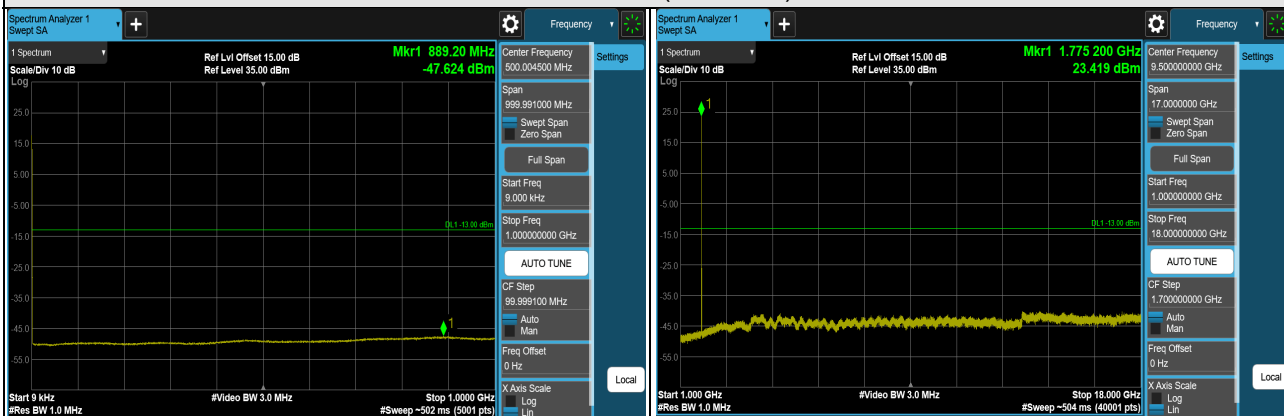 Spectrum Analyzer 1
Swept SA
Frequency
1 Spectrum
Ref Lvl Offset 15.00 dB
Mkr1 889.20 MHz
Scale/Div 10 dB
Ref Level 35.00 dBm
-47.624 dBm
Log
25.0
15.0
5.00
-5.00
DL1 -13.00 dBm
-15.0
-25.0
-35.0
-45.0
1
-55.0
Start 9 kHz
#Video BW 3.0 MHz
Stop 1.0000 GHz
#Res BW 1.0 MHz
#Sweep ~502 ms (5001 pts)
Center Frequency
500.004500 MHz
Settings
Span
999.991000 MHz
Swept Span
Zero Span
Full Span
Start Freq
9.000 kHz
Stop Freq
1.000000000 GHz
AUTO TUNE
CF Step
99.999100 MHz
Auto
Man
Freq Offset
0 Hz
Local
X Axis Scale
Log
Lin
Spectrum Analyzer 1
Swept SA
Frequency
1 Spectrum
Ref Lvl Offset 15.00 dB
Mkr1 1.775 200 GHz
Scale/Div 10 dB
Ref Level 35.00 dBm
23.419 dBm
Log
1
25.0
15.0
5.00
-5.00
DL1 -13.00 dBm
-15.0
-25.0
-35.0
-45.0
-55.0
Start 1.000 GHz
#Video BW 3.0 MHz
Stop 18.000 GHz
#Res BW 1.0 MHz
#Sweep ~504 ms (40001 pts)
Center Frequency
9.50000000 GHz
Settings
Span
17.0000000 GHz
Swept Span
Zero Span
Full Span
Start Freq
1.000000000 GHz
Stop Freq
18.000000000 GHz
AUTO TUNE
CF Step
1.700000000 GHz
Auto
Man
Freq Offset
0 Hz
Local
X Axis Scale
Log
Lin